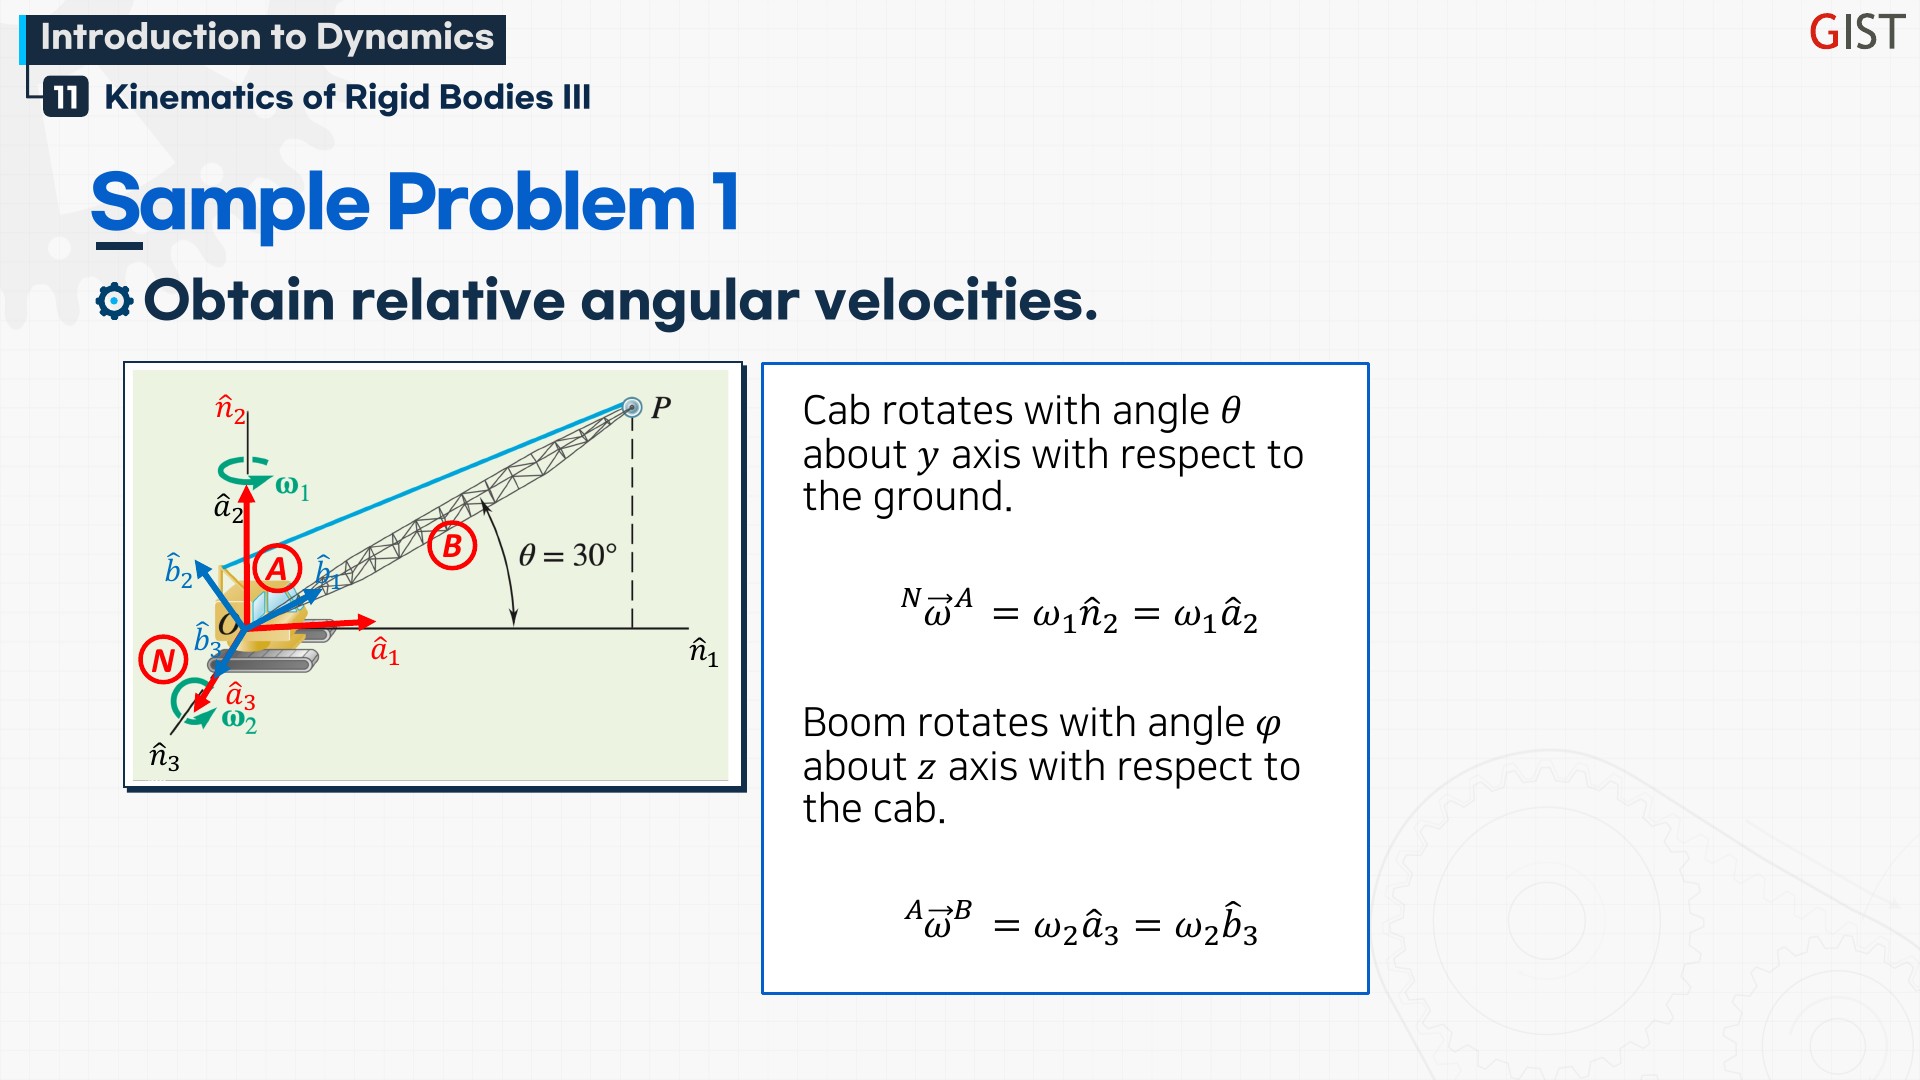 Introduction to Dynamics
GIST
11 Kinematics of Rigid Bodies III
Sample Problem 1
Obtain relative angular velocities.
n̂₂
P
ω₁
â₂
B
θ = 30°
b̂₂
A
b̂₁
O
b̂₃
N
â₁
n̂₁
â₃
ω₂
n̂₃
Cab rotates with angle θ
about y axis with respect to
the ground.
ᴺω⃗ᴬ = ω₁n̂₂ = ω₁â₂
Boom rotates with angle φ
about z axis with respect to
the cab.
ᴬω⃗ᴮ = ω₂â₃ = ω₂b̂₃